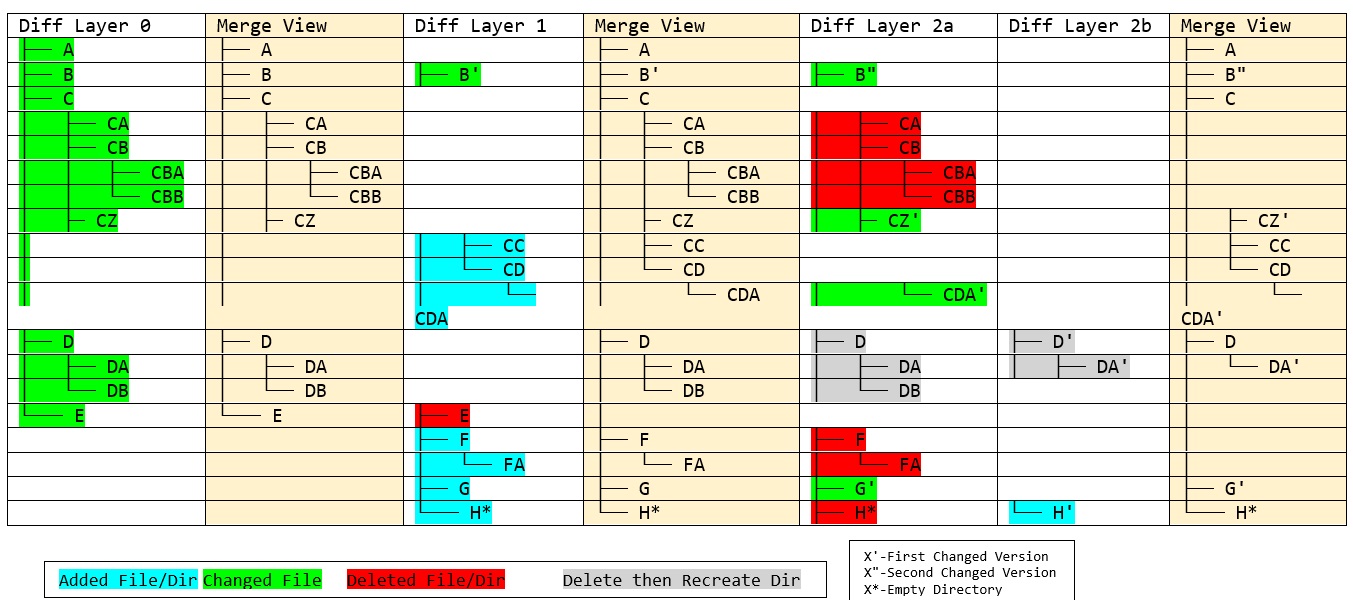 Diff Layer 0 Merge View Diff Layer 1 Merge View Diff Layer 2a Diff Layer 2b Merge View
├── A ├── A ├── A ├── A
├── B ├── B ├── B' ├── B' ├── B" ├── B"
├── C ├── C ├── C ├── C
│ ├── CA │ ├── CA │ ├── CA │ ├── CA │
│ ├── CB │ ├── CB │ ├── CB │ ├── CB │
│ │ ├── CBA │ │ ├── CBA │ │ ├── CBA │ │ ├── CBA │
│ │ └── CBB │ │ └── CBB │ │ └── CBB │ │ └── CBB │
│ ├─ CZ │ ├─ CZ │ ├─ CZ │ ├─ CZ' │ ├─ CZ'
│ │ │ ├── CC │ ├── CC │ ├── CC
│ │ │ └── CD │ └── CD │ └── CD
│ │ │ └── │ └── CDA │ └── CDA' │ └──
CDA CDA'
├── D ├── D ├── D ├── D ├── D' ├── D
│ ├── DA │ ├── DA │ ├── DA │ ├── DA │ ├── DA' │ └── DA'
│ └── DB │ └── DB │ └── DB │ └── DB │
└─── E └─── E ├── E │ │
├── F ├── F ├── F │
│ └── FA │ └── FA │ └── FA │
├── G ├── G ├── G' ├── G'
└─── H* └── H* ├── H* └── H' └─── H*
Added File/Dir Changed File Deleted File/Dir Delete then Recreate Dir
X'-First Changed Version
X"-Second Changed Version
X*-Empty Directory